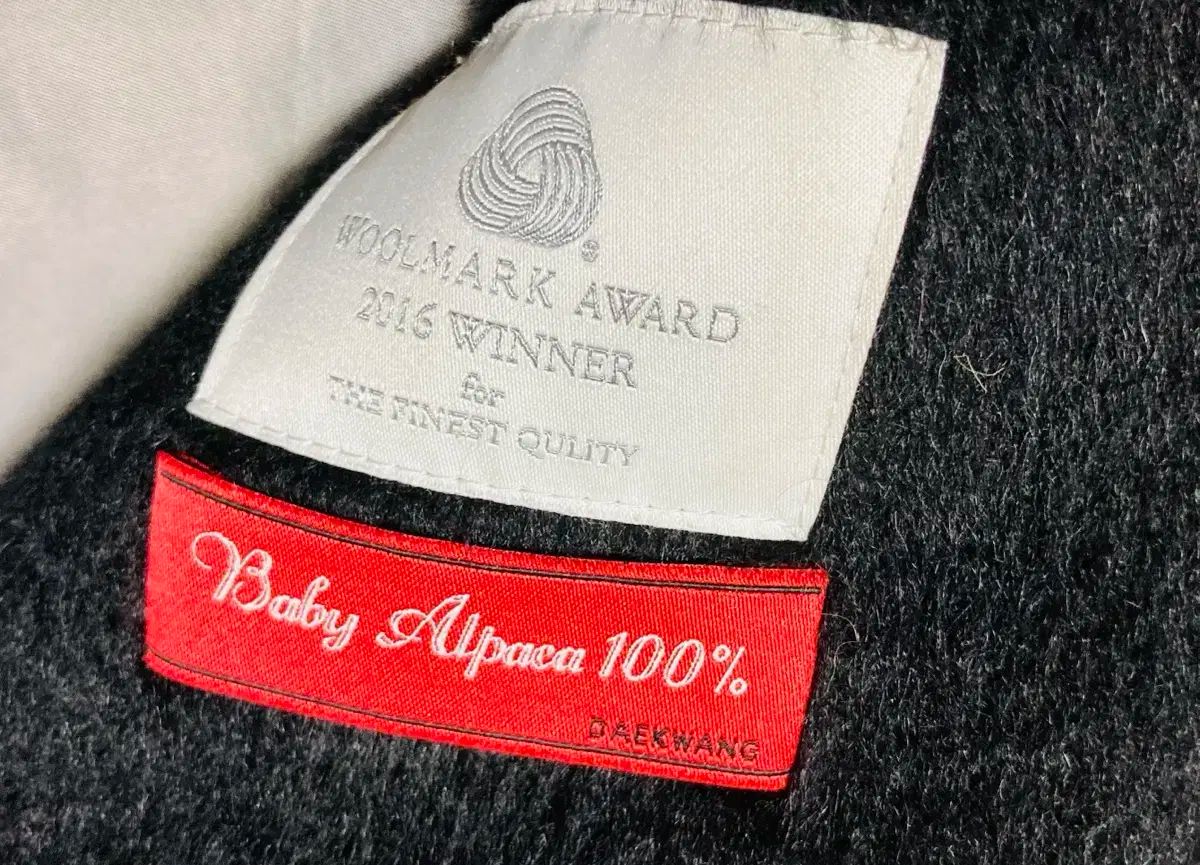 WOOLMARK AWARD
2016 WINNER
for
THE FINEST QULITY
Baby Alpaca 100%
DAEKWANG